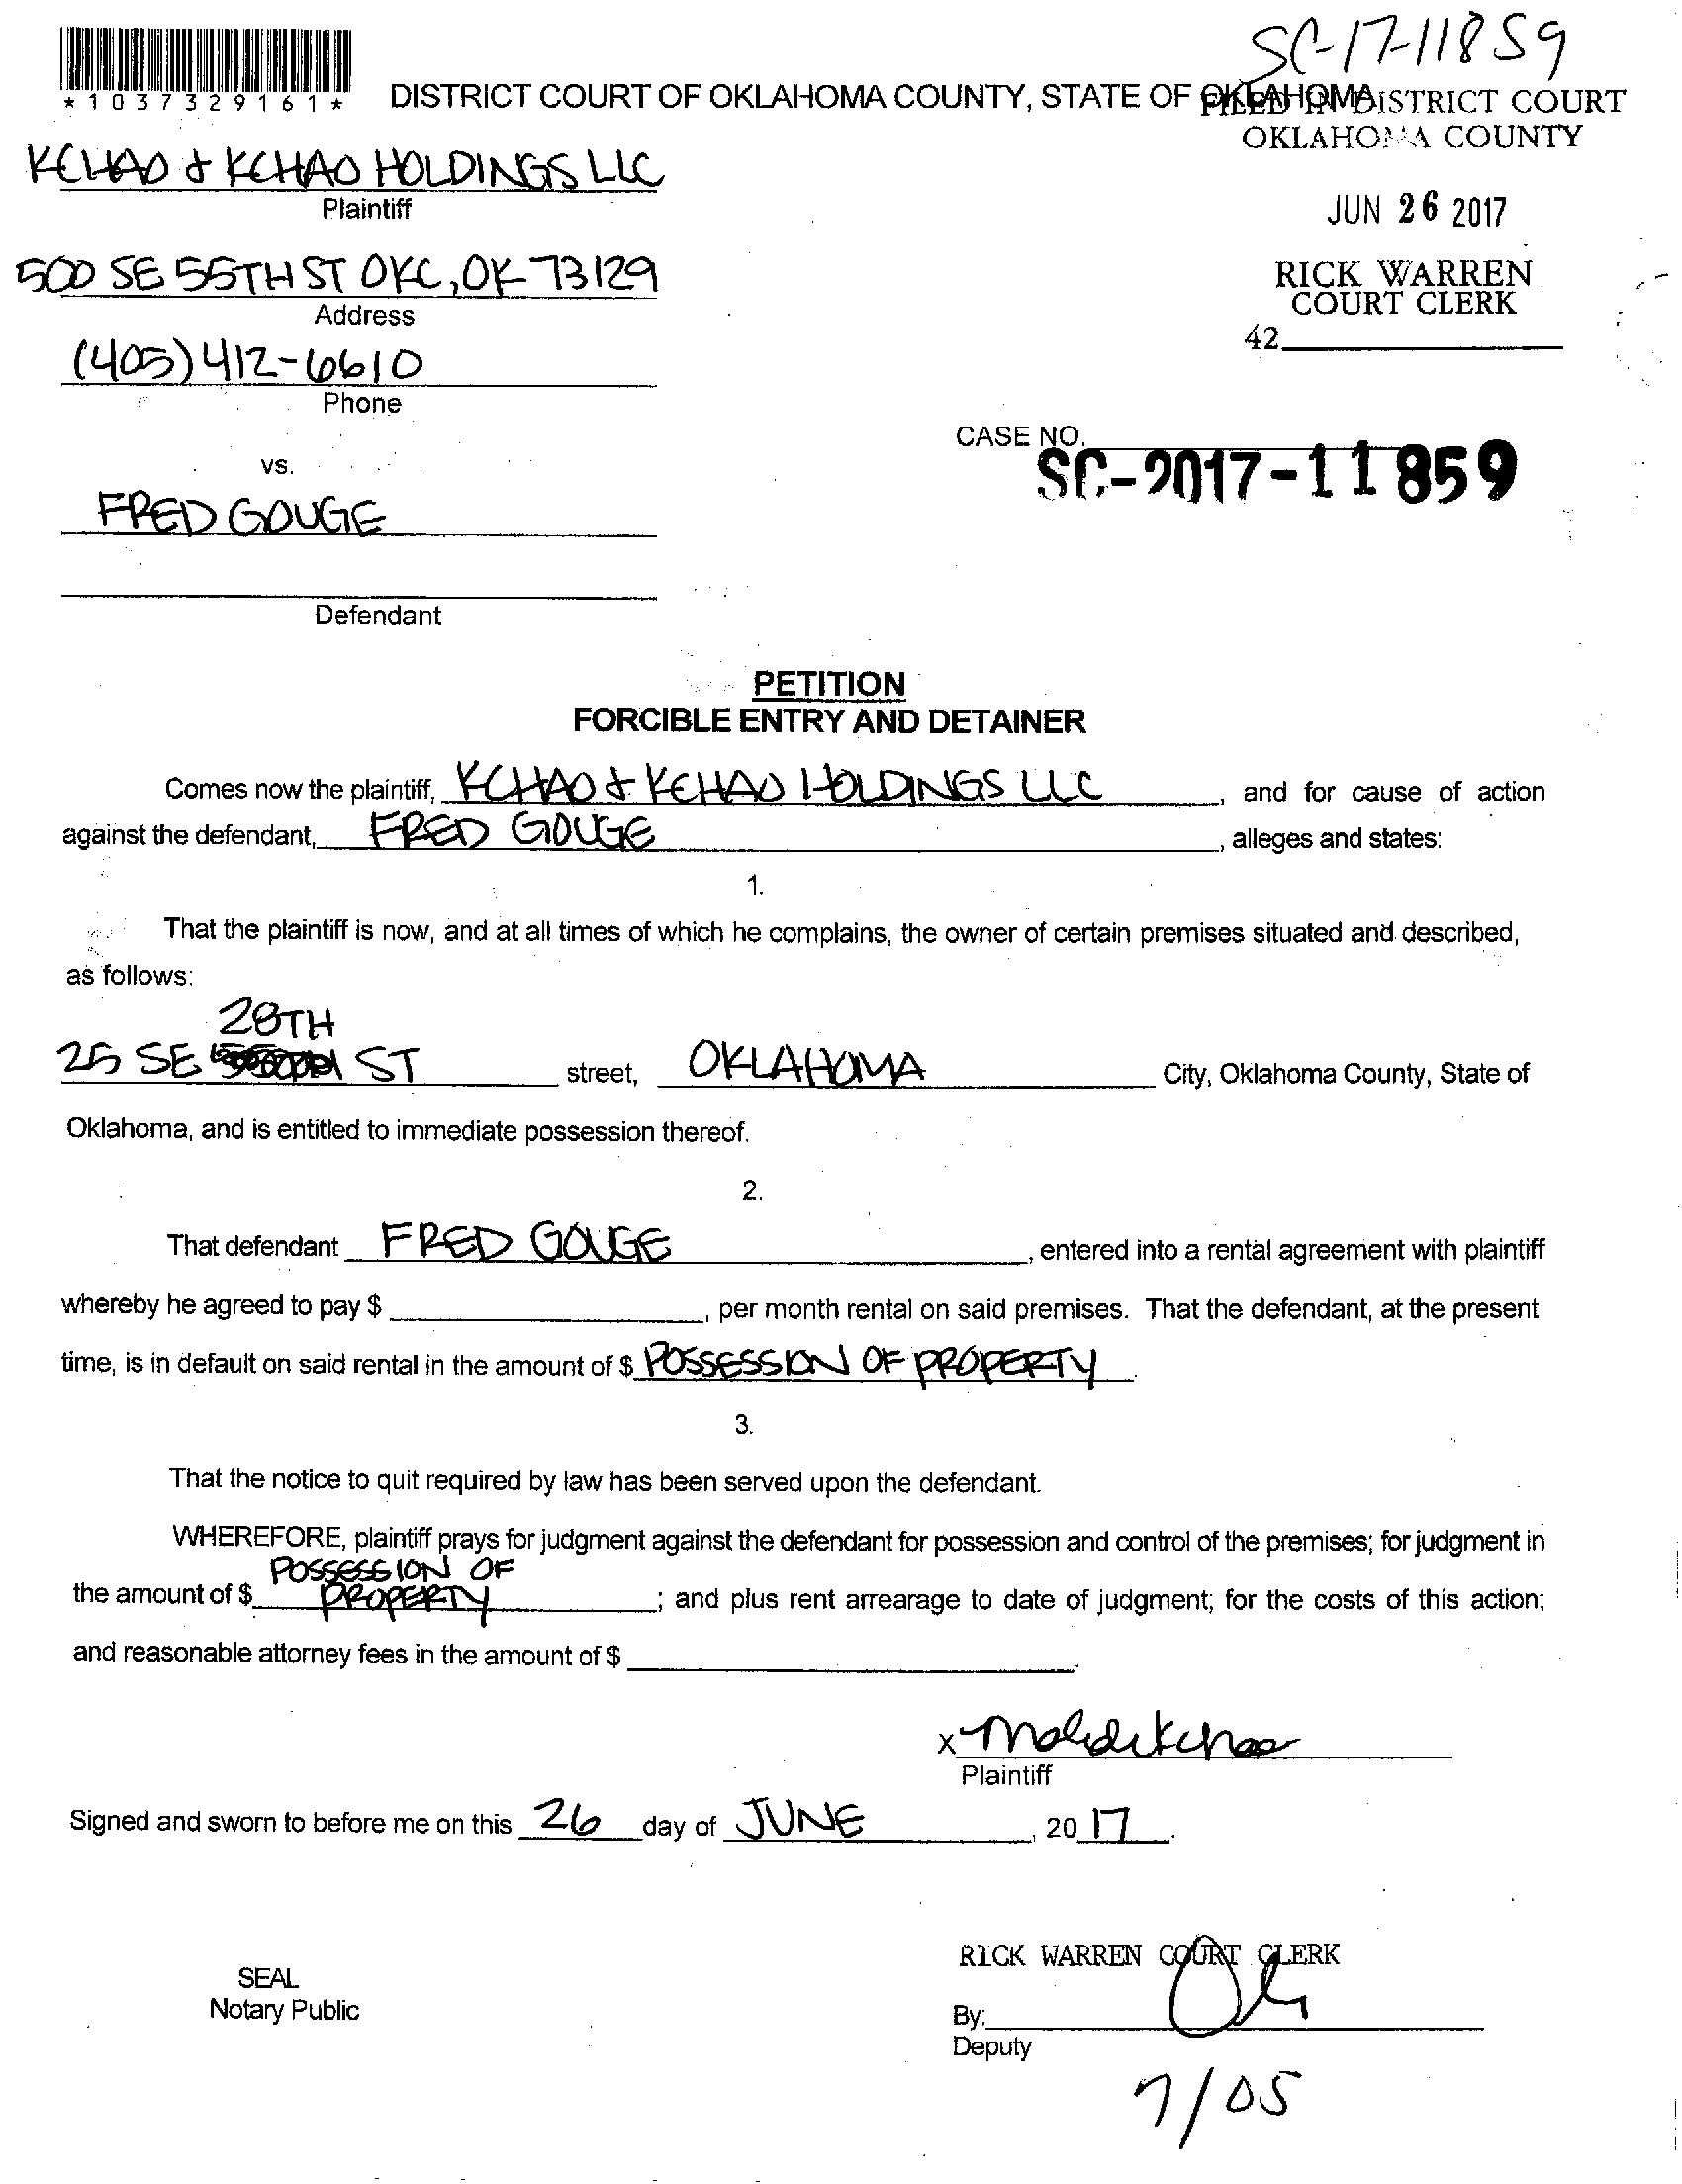 SC-17-11859
*1037329161*
DISTRICT COURT OF OKLAHOMA COUNTY, STATE OF OKLAHOMA
FILED IN DISTRICT COURT
OKLAHOMA COUNTY
KCHAO & KCHAO HOLDINGS LLC
Plaintiff
JUN 26 2017
500 SE 55TH ST OKC, OK 73129
Address
RICK WARREN
COURT CLERK
42
(405) 412-6610
Phone
CASE NO.
SC-2017-11859
vs.
FRED GOUGE
Defendant
PETITION
FORCIBLE ENTRY AND DETAINER
Comes now the plaintiff, KCHAO & KCHAO HOLDINGS LLC, and for cause of action
against the defendant, FRED GOUGE, alleges and states:
1.
That the plaintiff is now, and at all times of which he complains, the owner of certain premises situated and described,
as follows:
28TH
25 SE ST street, OKLAHOMA City, Oklahoma County, State of
Oklahoma, and is entitled to immediate possession thereof.
2.
That defendant FRED GOUGE, entered into a rental agreement with plaintiff
whereby he agreed to pay $ , per month rental on said premises. That the defendant, at the present
time, is in default on said rental in the amount of $ POSSESSION OF PROPERTY.
3.
That the notice to quit required by law has been served upon the defendant.
WHEREFORE, plaintiff prays for judgment against the defendant for possession and control of the premises; for judgment in
POSSESSION OF
the amount of $ PROPERTY; and plus rent arrearage to date of judgment; for the costs of this action;
and reasonable attorney fees in the amount of $ .
x
Plaintiff
Signed and sworn to before me on this 26 day of JUNE, 20 17.
RICK WARREN COURT CLERK
SEAL
Notary Public
By:
Deputy
7/05